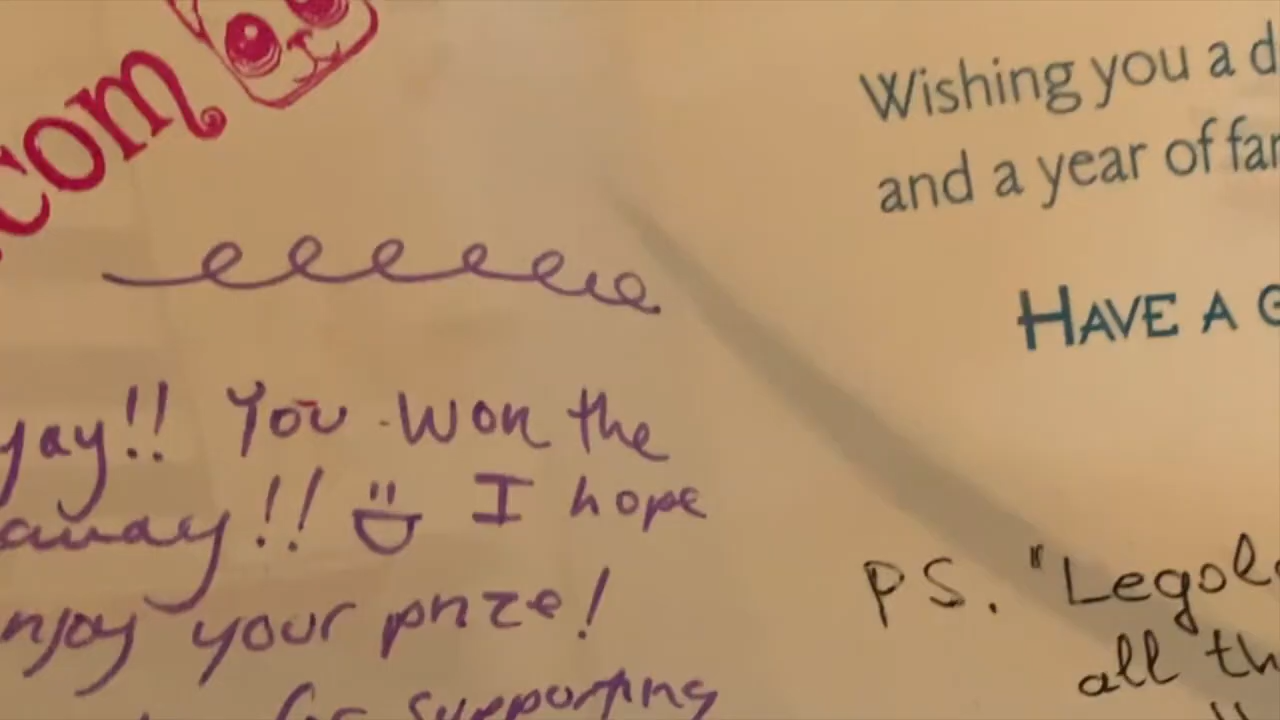 .com
yay!! You won the
away!! I hope
njoy your prize!
for supporting
Wishing you a d
and a year of fa
HAVE A G
P.S. "Legol
all th